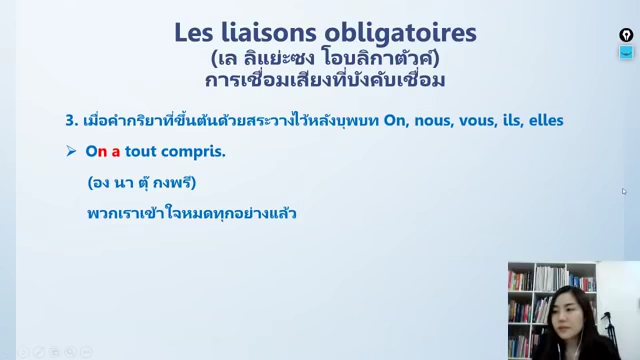 Les liaisons obligatoires
(เล ลิแย่ะซง โอบลิกาตัวค์)
การเชื่อมเสียงที่บังคับเชื่อม
3. เมื่อคำกริยาที่ขึ้นต้นด้วยสระวางไว้หลังบุพบท On, nous, vous, ils, elles
On a tout compris.
(อง นา ตุ๊ กงพรี)
พวกเราเข้าใจหมดทุกอย่างแล้ว